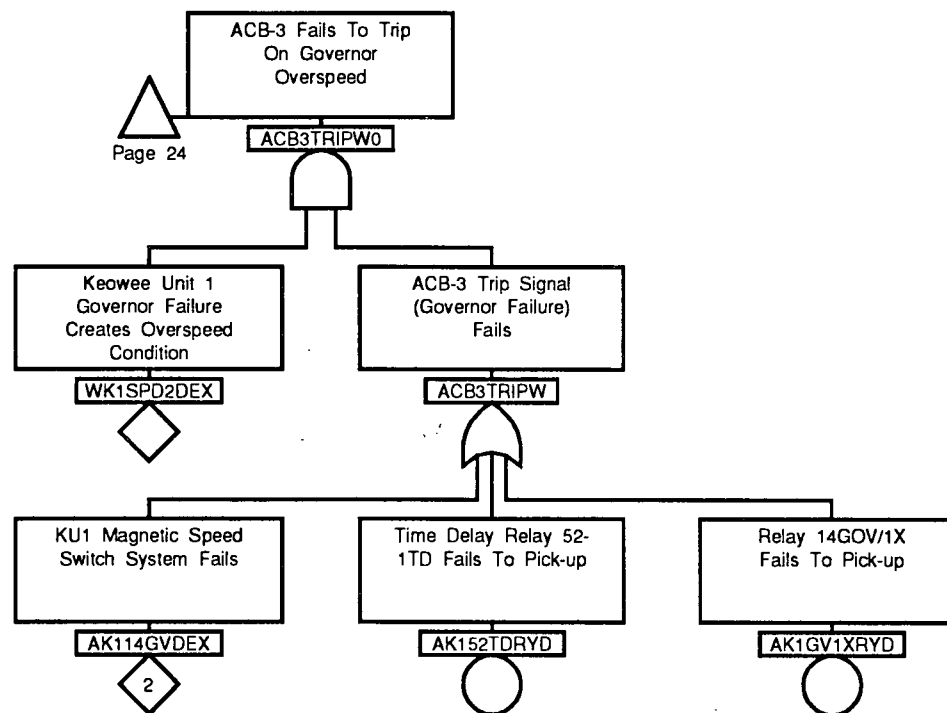 ACB-3 Fails To Trip
On Governor
Overspeed
Page 24
ACB3TRIPW0
Keowee Unit 1
Governor Failure
Creates Overspeed
Condition
WK1SPD2DEX
ACB-3 Trip Signal
(Governor Failure)
Fails
ACB3TRIPW
KU1 Magnetic Speed
Switch System Fails
AK114GVDEX
2
Time Delay Relay 52-
1TD Fails To Pick-up
AK152TDRYD
Relay 14GOV/1X
Fails To Pick-up
AK1GV1XRYD